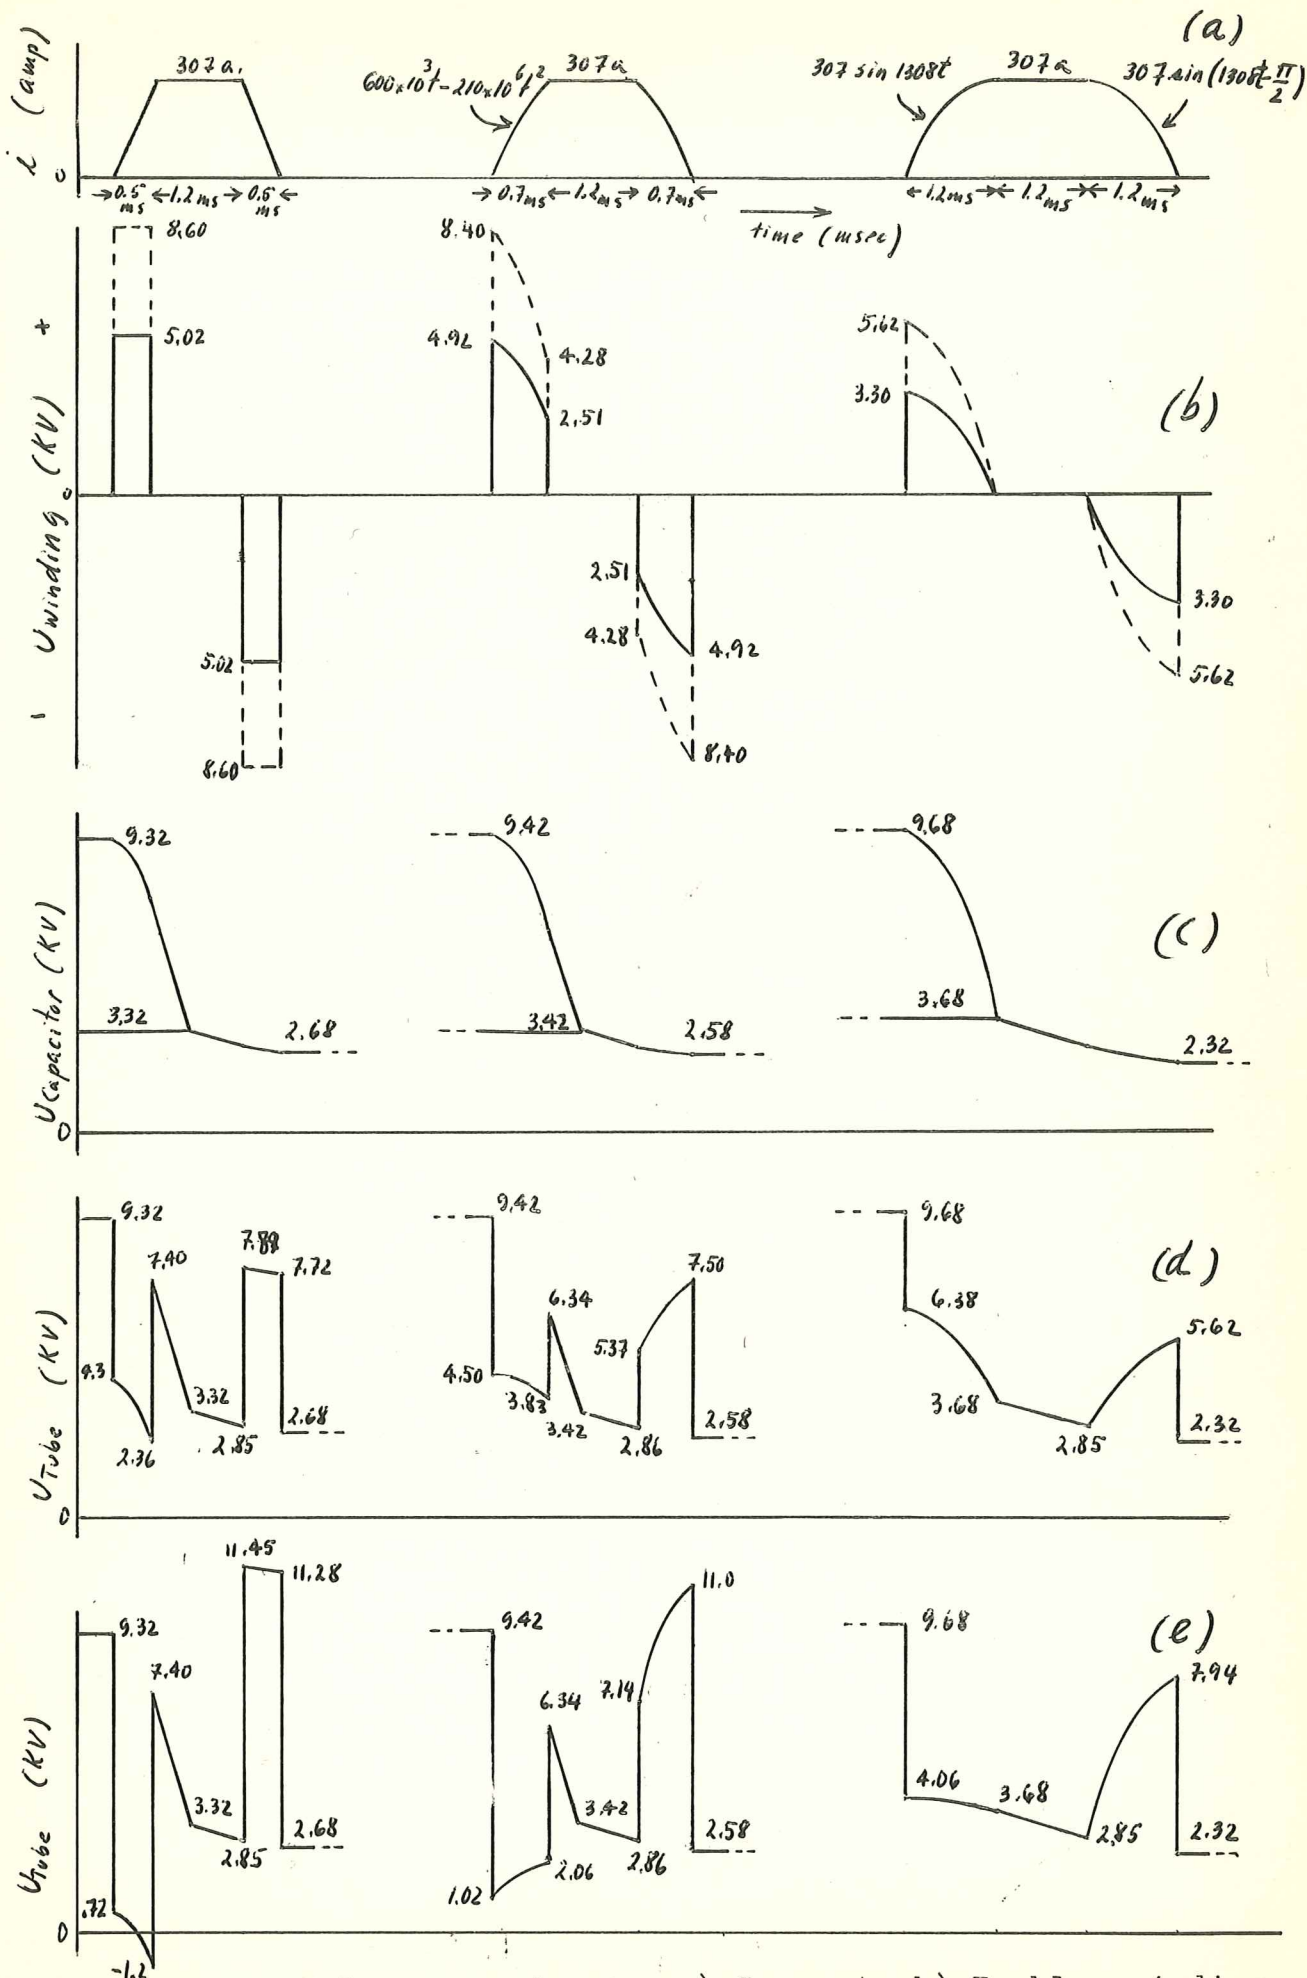 (a)
i (amp)
307 a.
600×10³t – 210×10⁶t²
307 a
307 sin 1308t
307 a
307 sin (1308t-π/2)
0
0.5 ms
1.2 ms
0.6 ms
0.7 ms
1.2 ms
0.7 ms
1.2 ms
1.2 ms
1.2 ms
time (msec)
(b)
- Uwinding (KV) +
8.60
5.02
8.40
4.92
4.28
2.51
5.62
3.30
0
5.02
8.60
2.51
4.28
4.92
8.40
3.30
5.62
(c)
Ucapacitor (KV)
9.32
9.42
9.68
3.32
2.68
3.42
2.58
3.68
2.32
0
(d)
UTube (KV)
9.32
7.40
7.72
2.36
3.32
2.85
2.68
9.42
4.50
3.83
6.34
3.42
5.37
2.86
7.50
2.58
9.68
6.38
3.68
2.85
5.62
2.32
0
(e)
UTube (KV)
9.32
.72
-1.2
7.40
3.32
2.85
11.45
11.28
2.68
9.42
1.02
2.06
6.34
3.42
7.14
2.86
11.0
2.58
9.68
4.06
3.68
2.85
7.94
2.32
0